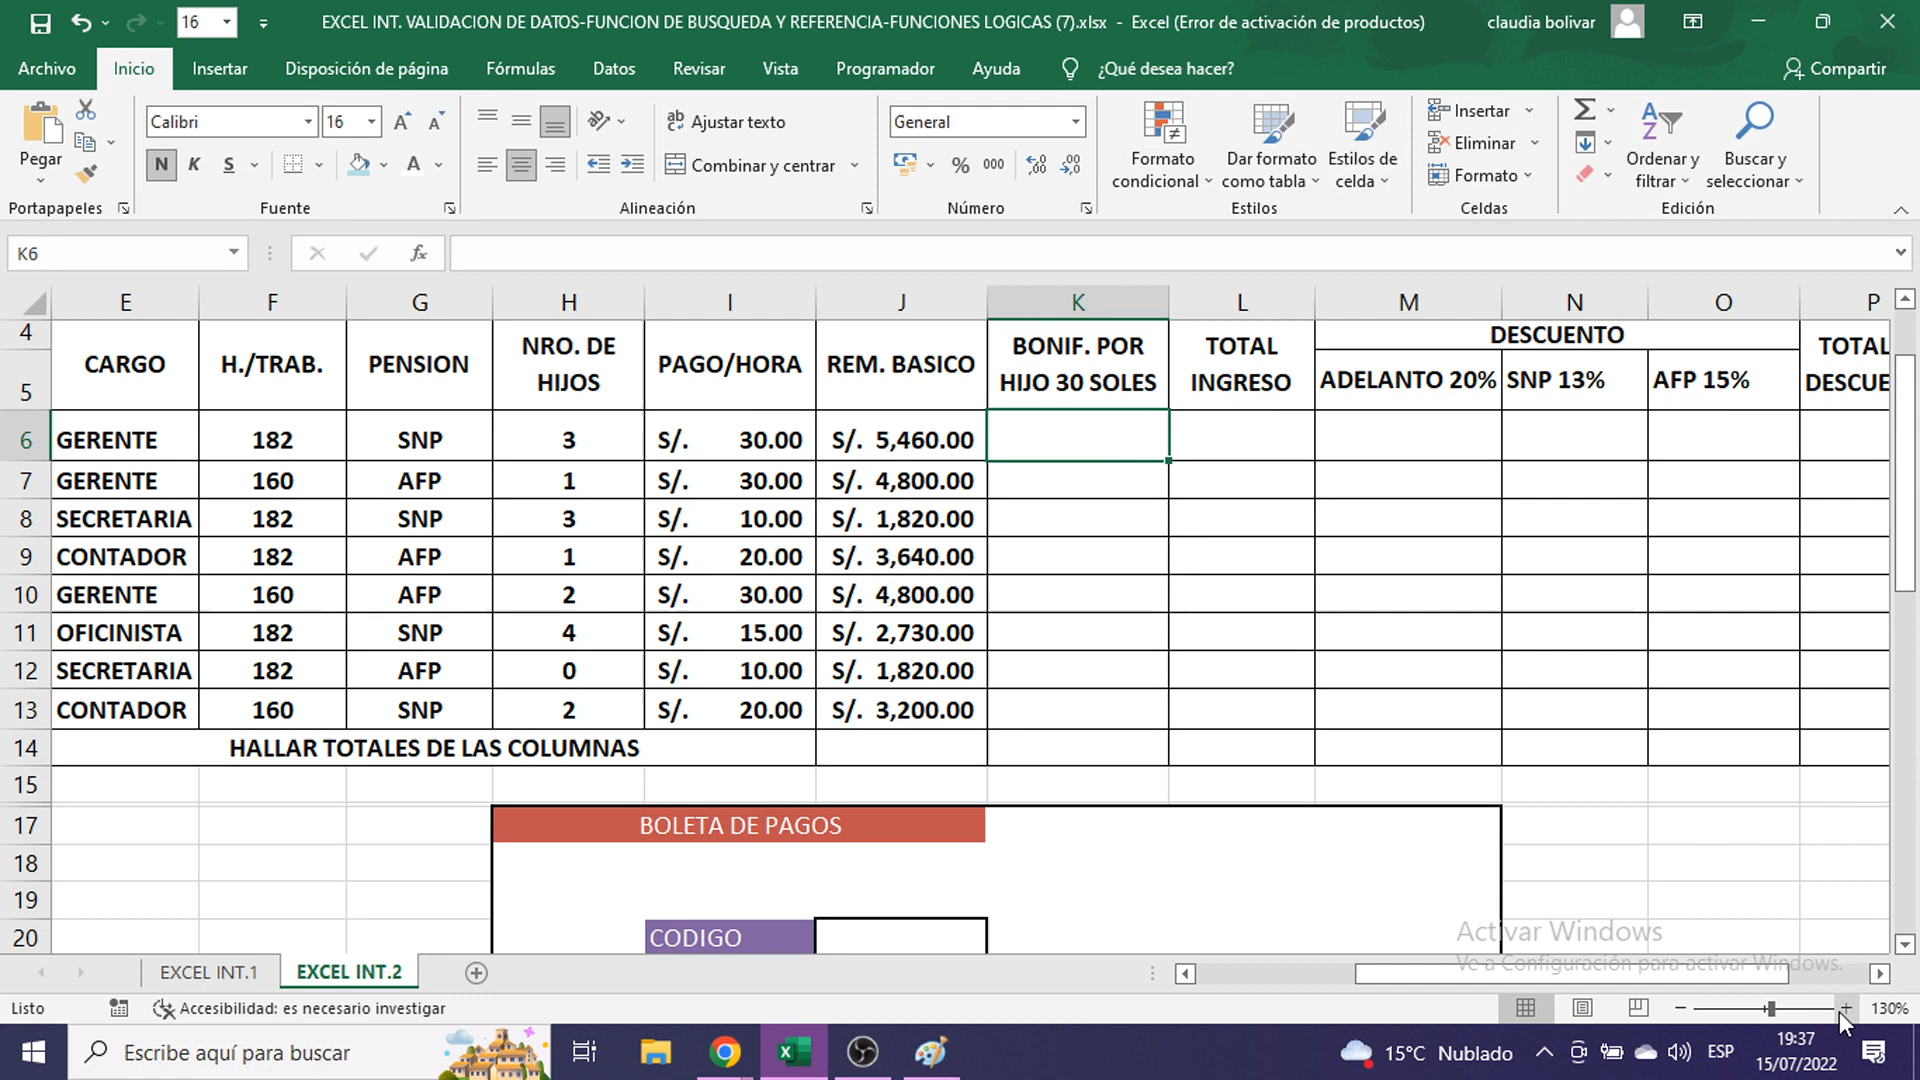 16
EXCEL INT. VALIDACION DE DATOS-FUNCION DE BUSQUEDA Y REFERENCIA-FUNCIONES LOGICAS (7).xlsx - Excel (Error de activación de productos)
claudia bolivar
Archivo Inicio Insertar Disposición de página Fórmulas Datos Revisar Vista Programador Ayuda ¿Qué desea hacer? Compartir
Calibri 16 Ajustar texto General
Pegar
N K S A Combinar y centrar % 000
Formato condicional
Dar formato como tabla
Estilos de celda
Insertar
Eliminar
Formato
Ordenar y filtrar
Buscar y seleccionar
Portapapeles Fuente Alineación Número Estilos Celdas Edición
K6 fx
E F G H I J K L M N O P
4 CARGO H./TRAB. PENSION NRO. DE HIJOS PAGO/HORA REM. BASICO BONIF. POR HIJO 30 SOLES TOTAL INGRESO DESCUENTO TOTAL
5 ADELANTO 20% SNP 13% AFP 15% DESCUE
6 GERENTE 182 SNP 3 S/. 30.00 S/. 5,460.00
7 GERENTE 160 AFP 1 S/. 30.00 S/. 4,800.00
8 SECRETARIA 182 SNP 3 S/. 10.00 S/. 1,820.00
9 CONTADOR 182 AFP 1 S/. 20.00 S/. 3,640.00
10 GERENTE 160 AFP 2 S/. 30.00 S/. 4,800.00
11 OFICINISTA 182 SNP 4 S/. 15.00 S/. 2,730.00
12 SECRETARIA 182 AFP 0 S/. 10.00 S/. 1,820.00
13 CONTADOR 160 SNP 2 S/. 20.00 S/. 3,200.00
14 HALLAR TOTALES DE LAS COLUMNAS
15
17 BOLETA DE PAGOS
18
19
20 CODIGO
Activar Windows
Ve a Configuración para activar Windows.
EXCEL INT.1 EXCEL INT.2
Listo Accesibilidad: es necesario investigar 130%
Escribe aquí para buscar 15°C Nublado ESP 19:37
15/07/2022